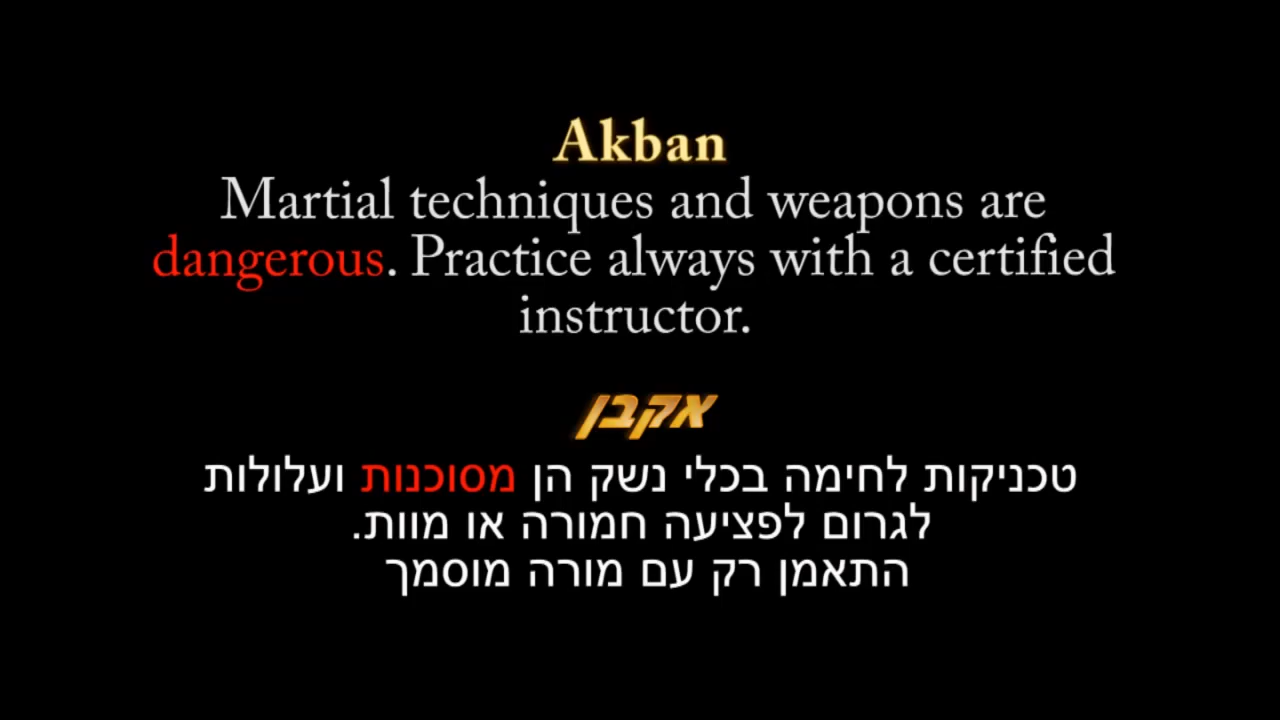 Akban
Martial techniques and weapons are
dangerous. Practice always with a certified
instructor.
אקבן
טכניקות לחימה בכלי נשק הן מסוכנות ועלולות
לגרום לפציעה חמורה או מוות.
התאמן רק עם מורה מוסמך